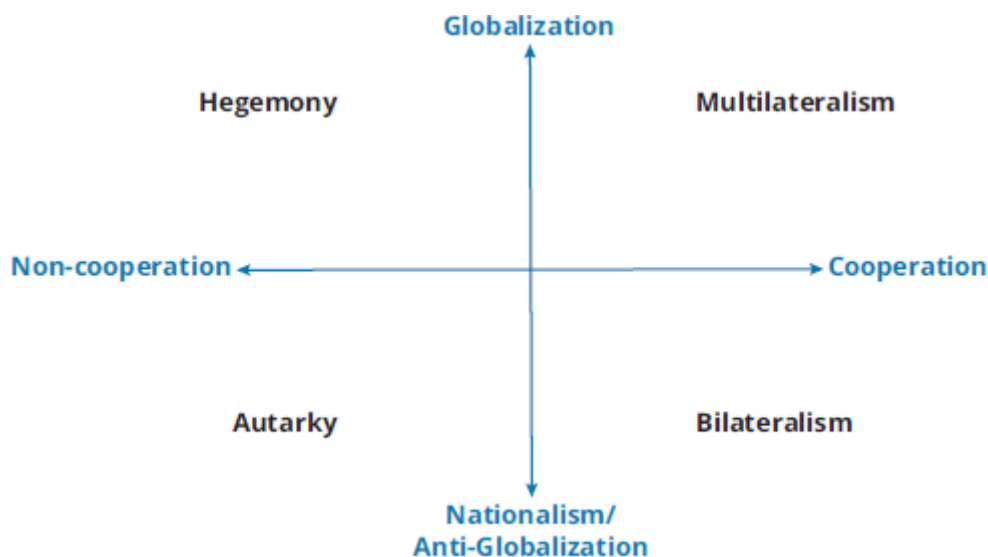 Globalization
Hegemony
Multilateralism
Non-cooperation
Cooperation
Autarky
Bilateralism
Nationalism/
Anti-Globalization